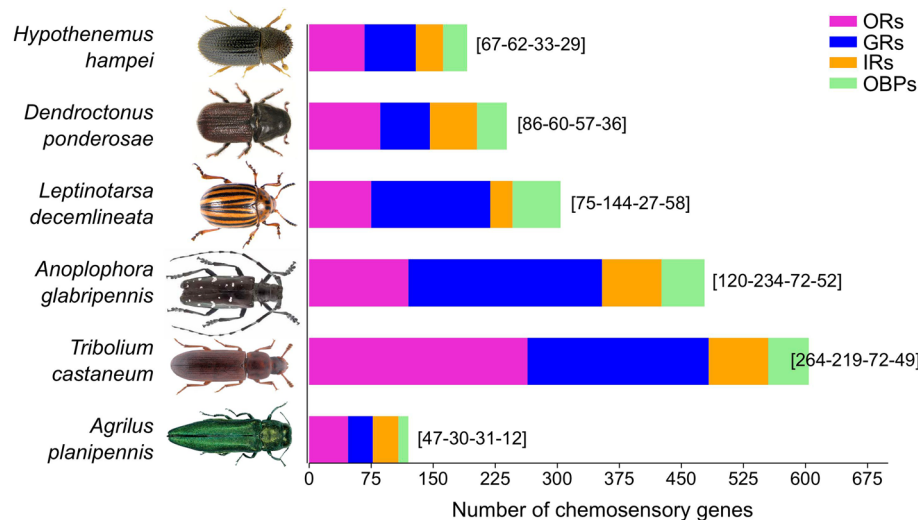 Hypothenemus
hampei
[67-62-33-29]
ORs
GRs
IRs
OBPs
Dendroctonus
ponderosae
[86-60-57-36]
Leptinotarsa
decemlineata
[75-144-27-58]
Anoplophora
glabripennis
[120-234-72-52]
Tribolium
castaneum
[264-219-72-49]
Agrilus
planipennis
[47-30-31-12]
0 75 150 225 300 375 450 525 600 675
Number of chemosensory genes